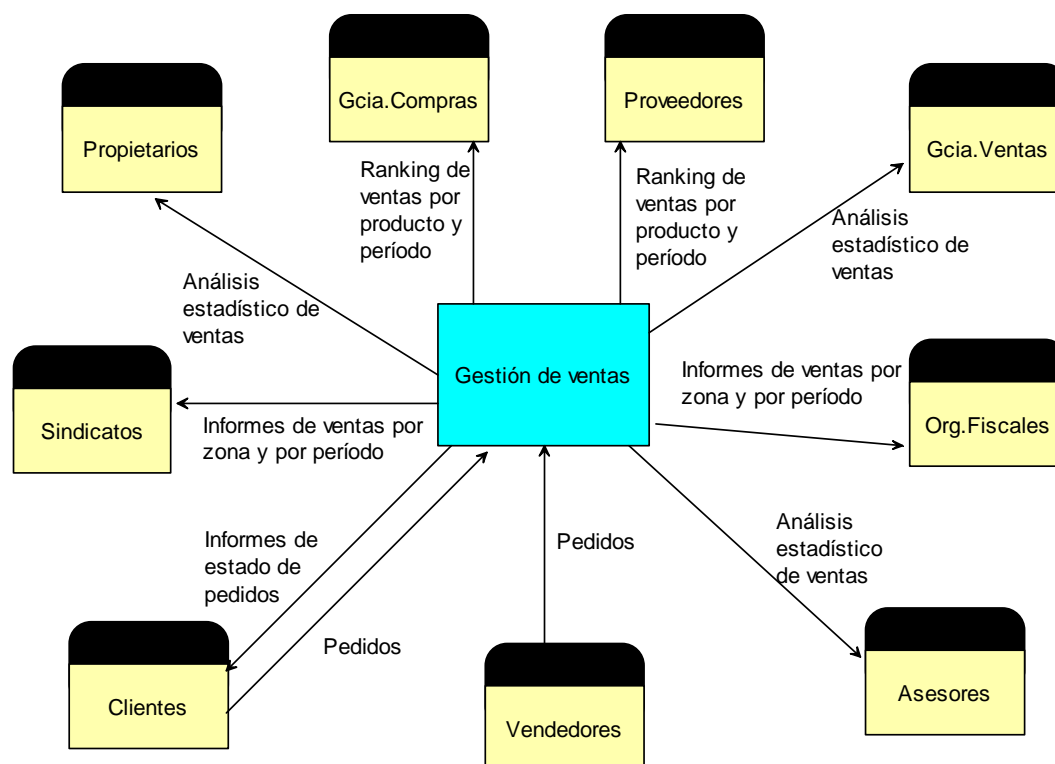 Gcia.Compras
Proveedores
Propietarios
Gcia.Ventas
Ranking de
ventas por
producto y
período
Ranking de
ventas por
producto y
período
Análisis
estadístico de
ventas
Análisis
estadístico de
ventas
Gestión de ventas
Informes de ventas por
zona y por período
Org.Fiscales
Sindicatos
Informes de ventas por
zona y por período
Informes de
estado de
pedidos
Pedidos
Pedidos
Análisis
estadístico
de ventas
Clientes
Vendedores
Asesores